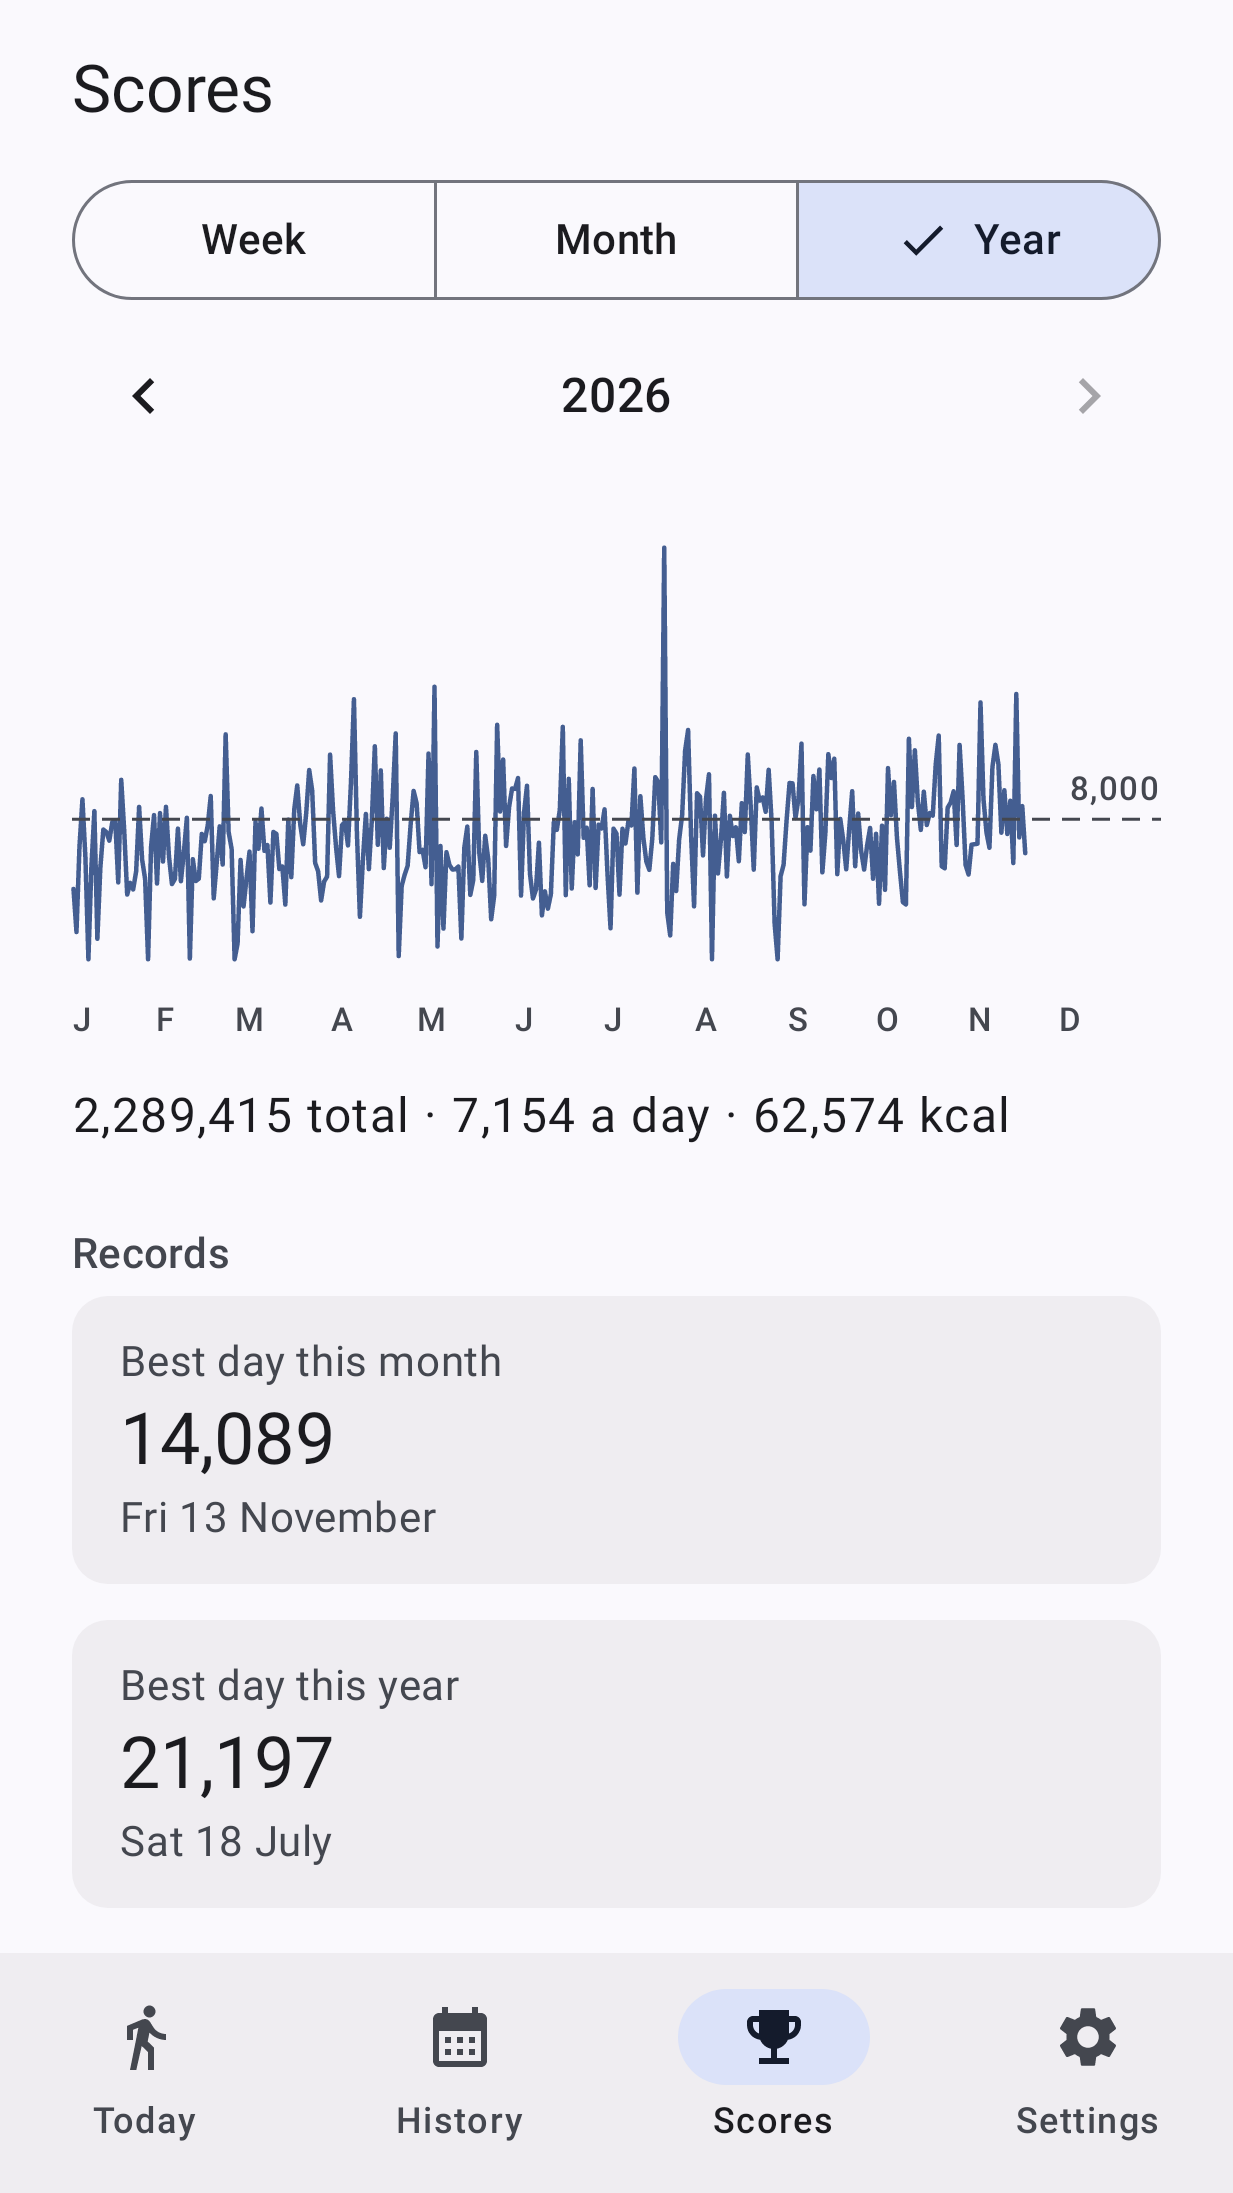 Scores
Week Month Year
2026
8,000
J F M A M J J A S O N D
2,289,415 total · 7,154 a day · 62,574 kcal
Records
Best day this month
14,089
Fri 13 November
Best day this year
21,197
Sat 18 July
Today History Scores Settings